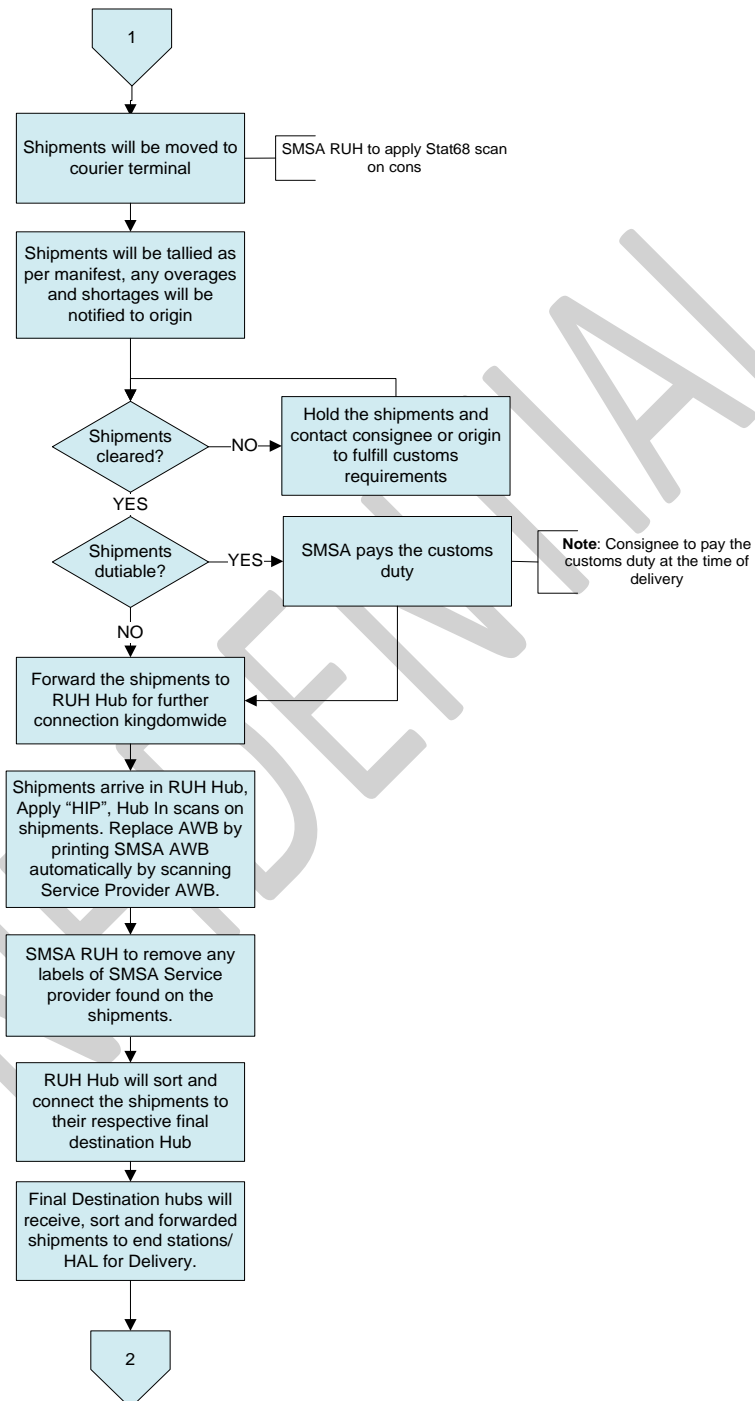 1
Shipments will be moved to
courier terminal
SMSA RUH to apply Stat68 scan
on cons
Shipments will be tallied as
per manifest, any overages
and shortages will be
notified to origin
Shipments
cleared?
NO
Hold the shipments and
contact consignee or origin
to fulfill customs
requirements
YES
Shipments
dutiable?
YES
SMSA pays the customs
duty
Note: Consignee to pay the
customs duty at the time of
delivery
NO
Forward the shipments to
RUH Hub for further
connection kingdomwide
Shipments arrive in RUH Hub,
Apply “HIP”, Hub In scans on
shipments. Replace AWB by
printing SMSA AWB
automatically by scanning
Service Provider AWB.
SMSA RUH to remove any
labels of SMSA Service
provider found on the
shipments.
RUH Hub will sort and
connect the shipments to
their respective final
destination Hub
Final Destination hubs will
receive, sort and forwarded
shipments to end stations/
HAL for Delivery.
2